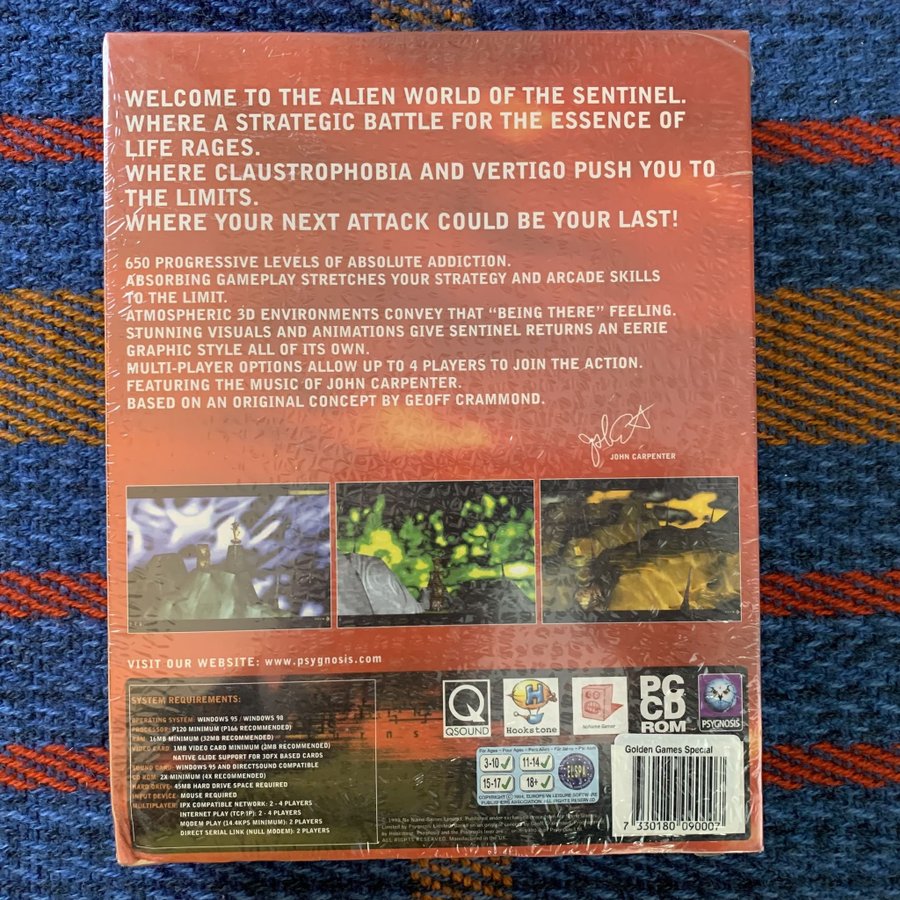 WELCOME TO THE ALIEN WORLD OF THE SENTINEL.
WHERE A STRATEGIC BATTLE FOR THE ESSENCE OF
LIFE RAGES.
WHERE CLAUSTROPHOBIA AND VERTIGO PUSH YOU TO
THE LIMITS.
WHERE YOUR NEXT ATTACK COULD BE YOUR LAST!
650 PROGRESSIVE LEVELS OF ABSOLUTE ADDICTION.
ABSORBING GAMEPLAY STRETCHES YOUR STRATEGY AND ARCADE SKILLS
TO THE LIMIT.
ATMOSPHERIC 3D ENVIRONMENTS CONVEY THAT “BEING THERE” FEELING.
STUNNING VISUALS AND ANIMATIONS GIVE SENTINEL RETURNS AN EERIE
GRAPHIC STYLE ALL OF ITS OWN.
MULTI-PLAYER OPTIONS ALLOW UP TO 4 PLAYERS TO JOIN THE ACTION.
FEATURING THE MUSIC OF JOHN CARPENTER.
BASED ON AN ORIGINAL CONCEPT BY GEOFF CRAMMOND.
JOHN CARPENTER
VISIT OUR WEBSITE: www.psygnosis.com
SYSTEM REQUIREMENTS:
OPERATING SYSTEM: WINDOWS 95 / WINDOWS 98
PROCESSOR: P120 MINIMUM (P166 RECOMMENDED)
RAM: 16MB MINIMUM (32MB RECOMMENDED)
VIDEO CARD: 1MB VIDEO CARD MINIMUM (2MB RECOMMENDED)
NATIVE GLIDE SUPPORT FOR 3DFX BASED CARDS
SOUND CARD: WINDOWS 95 AND DIRECTSOUND COMPATIBLE
CD ROM: 2X MINIMUM (4X RECOMMENDED)
HARD DRIVE: 45MB HARD DRIVE SPACE REQUIRED
INPUT DEVICE: MOUSE REQUIRED
MULTIPLAYER: IPX COMPATIBLE NETWORK: 2 - 4 PLAYERS
INTERNET PLAY (TCP:IP): 2 - 4 PLAYERS
MODEM PLAY (14.4KPS MINIMUM): 2 PLAYERS
DIRECT SERIAL LINK (NULL MODEM): 2 PLAYERS
Q
QSOUND
H
Hookstone
NoName Games
PC
CD
ROM
PSYGNOSIS
3-10 11-14
15-17 18+
ELSPA
Golden Games Special
7 330180 090007
ALL RIGHTS RESERVED.